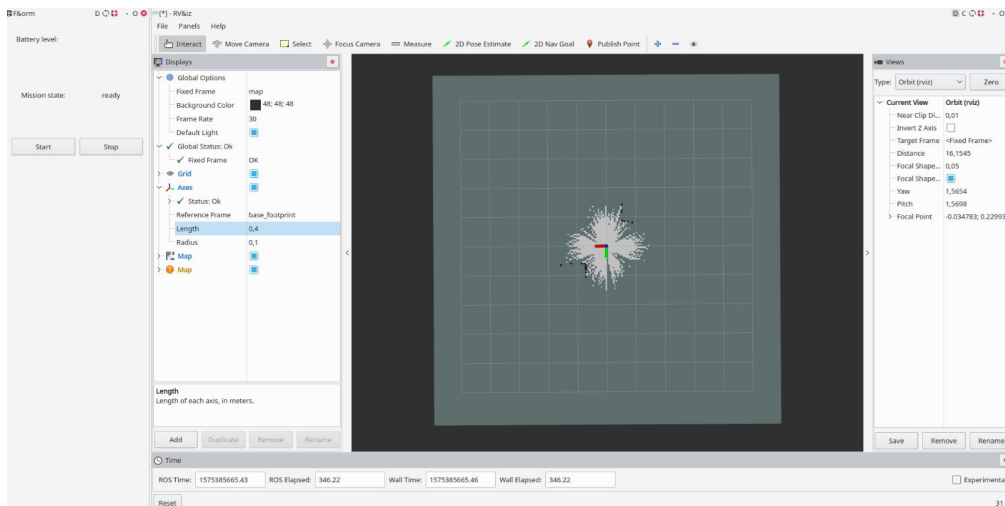 F&orm
Battery level:
Mission state: ready
Start Stop
[*] - RV&iz
File Panels Help
Interact Move Camera Select Focus Camera Measure 2D Pose Estimate 2D Nav Goal Publish Point
Displays
Global Options
Fixed Frame map
Background Color 48; 48; 48
Frame Rate 30
Default Light
Global Status: Ok
Fixed Frame OK
Grid
Axes
Status: Ok
Reference Frame base_footprint
Length 0,4
Radius 0,1
Map
Map
Length
Length of each axis, in meters.
Add Duplicate Remove Rename
Views
Type: Orbit (rviz) Zero
Current View Orbit (rviz)
Near Clip Di... 0,01
Invert Z Axis
Target Frame <Fixed Frame>
Distance 16,1545
Focal Shape... 0,05
Focal Shape...
Yaw 1,5654
Pitch 1,5698
Focal Point -0.034783; 0.22993
Save Remove Rename
Time
ROS Time: 1575385665.43 ROS Elapsed: 346.22 Wall Time: 1575385665.46 Wall Elapsed: 346.22 Experimenta
Reset 31